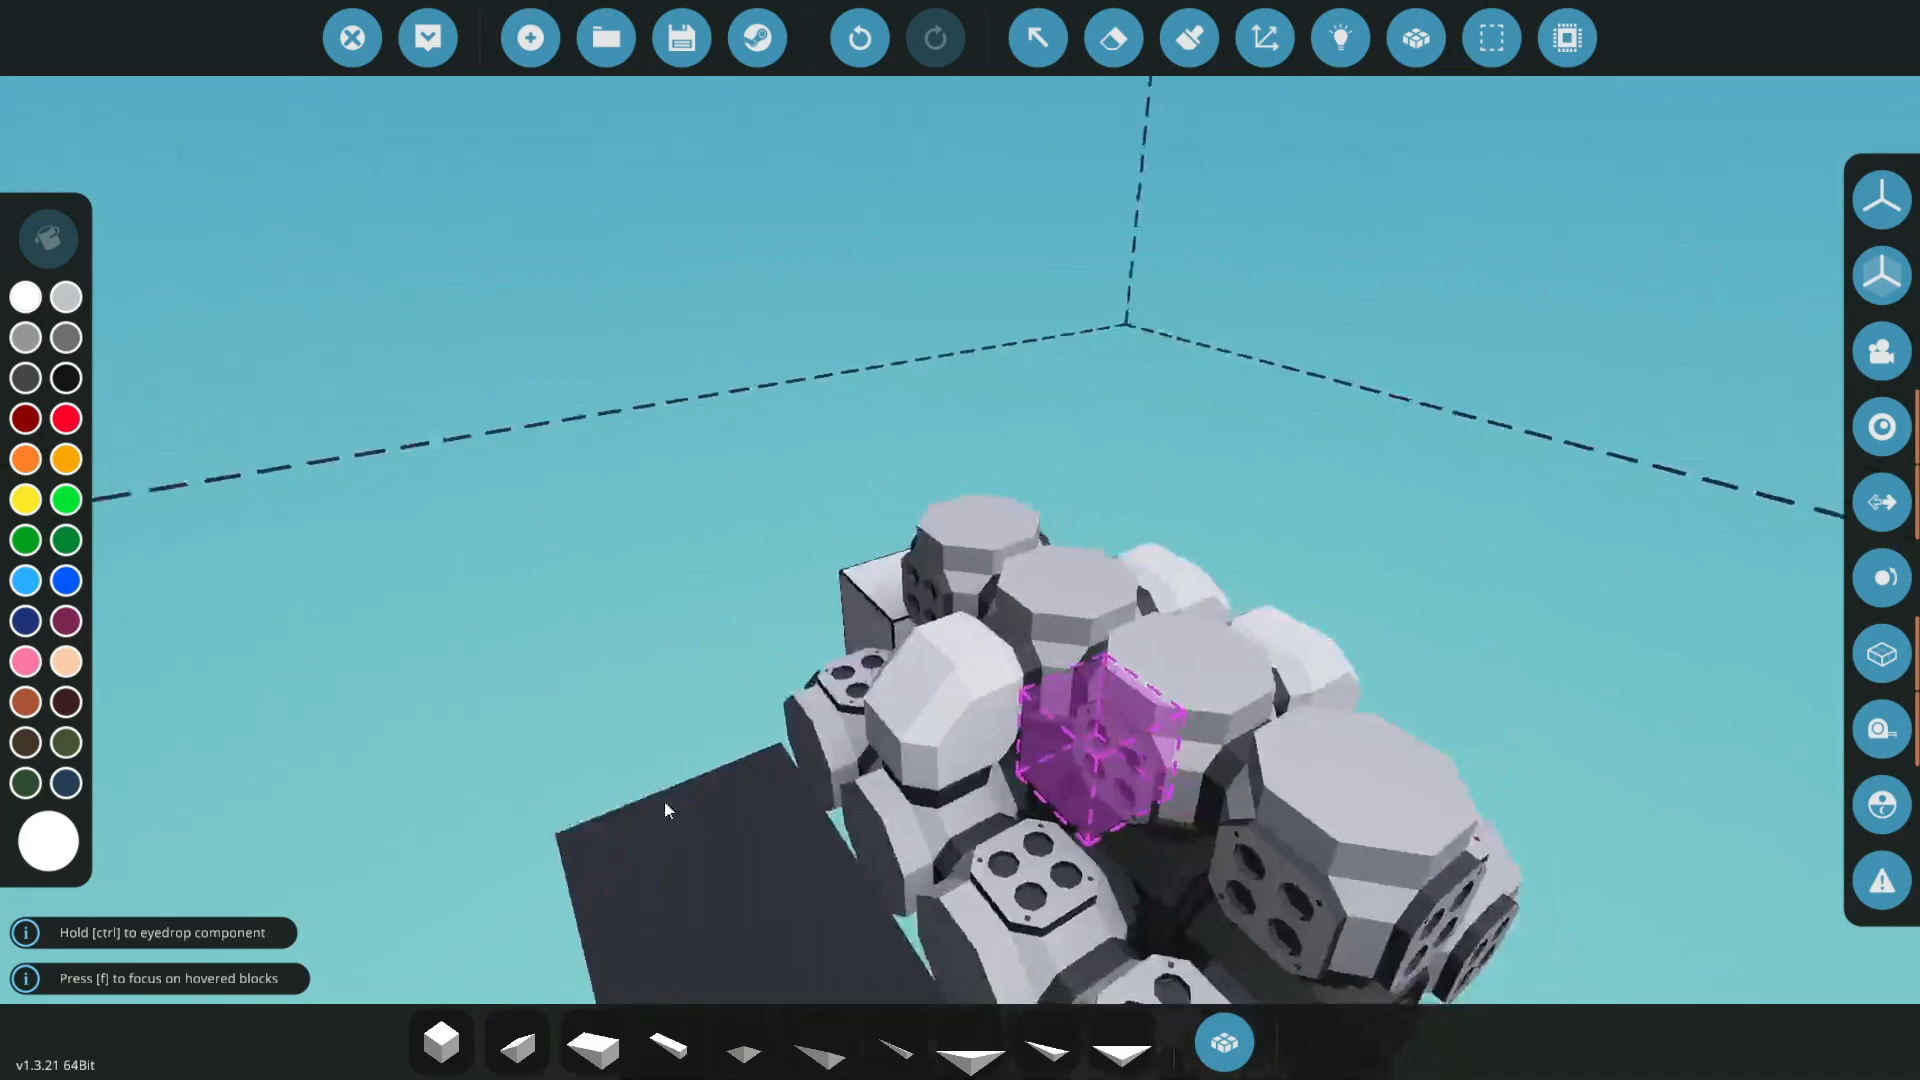 Hold [ctrl] to eyedrop component
Press [f] to focus on hovered blocks
v1.3.21 64Bit